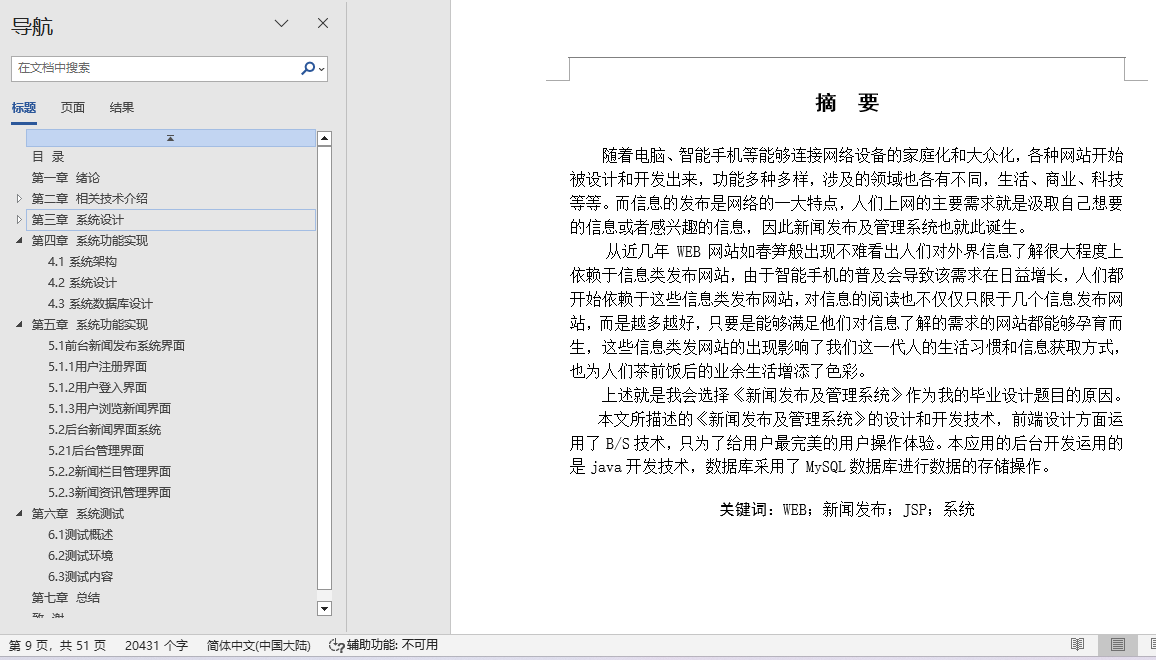 导航
在文档中搜索
标题 页面 结果
目 录
第一章 绪论
第二章 相关技术介绍
第三章 系统设计
第四章 系统功能实现
4.1 系统架构
4.2 系统设计
4.3 系统数据库设计
第五章 系统功能实现
5.1前台新闻发布系统界面
5.1.1用户注册界面
5.1.2用户登入界面
5.1.3用户浏览新闻界面
5.2后台新闻界面系统
5.21后台管理界面
5.2.2新闻栏目管理界面
5.2.3新闻资讯管理界面
第六章 系统测试
6.1测试概述
6.2测试环境
6.3测试内容
第七章 总结
致 谢
摘 要
随着电脑、智能手机等能够连接网络设备的家庭化和大众化，各种网站开始
被设计和开发出来，功能多种多样，涉及的领域也各有不同，生活、商业、科技
等等。而信息的发布是网络的一大特点，人们上网的主要需求就是汲取自己想要
的信息或者感兴趣的信息，因此新闻发布及管理系统也就此诞生。
从近几年 WEB 网站如春笋般出现不难看出人们对外界信息了解很大程度上
依赖于信息类发布网站，由于智能手机的普及会导致该需求在日益增长，人们都
开始依赖于这些信息类发布网站，对信息的阅读也不仅仅只限于几个信息发布网
站，而是越多越好，只要是能够满足他们对信息了解的需求的网站都能够孕育而
生，这些信息类发网站的出现影响了我们这一代人的生活习惯和信息获取方式，
也为人们茶前饭后的业余生活增添了色彩。
上述就是我会选择《新闻发布及管理系统》作为我的毕业设计题目的原因。
本文所描述的《新闻发布及管理系统》的设计和开发技术，前端设计方面运
用了 B/S 技术，只为了给用户最完美的用户操作体验。本应用的后台开发运用的
是 java 开发技术，数据库采用了 MySQL 数据库进行数据的存储操作。
关键词：WEB；新闻发布；JSP；系统
第 9 页，共 51 页 20431 个字 简体中文(中国大陆) 辅助功能: 不可用